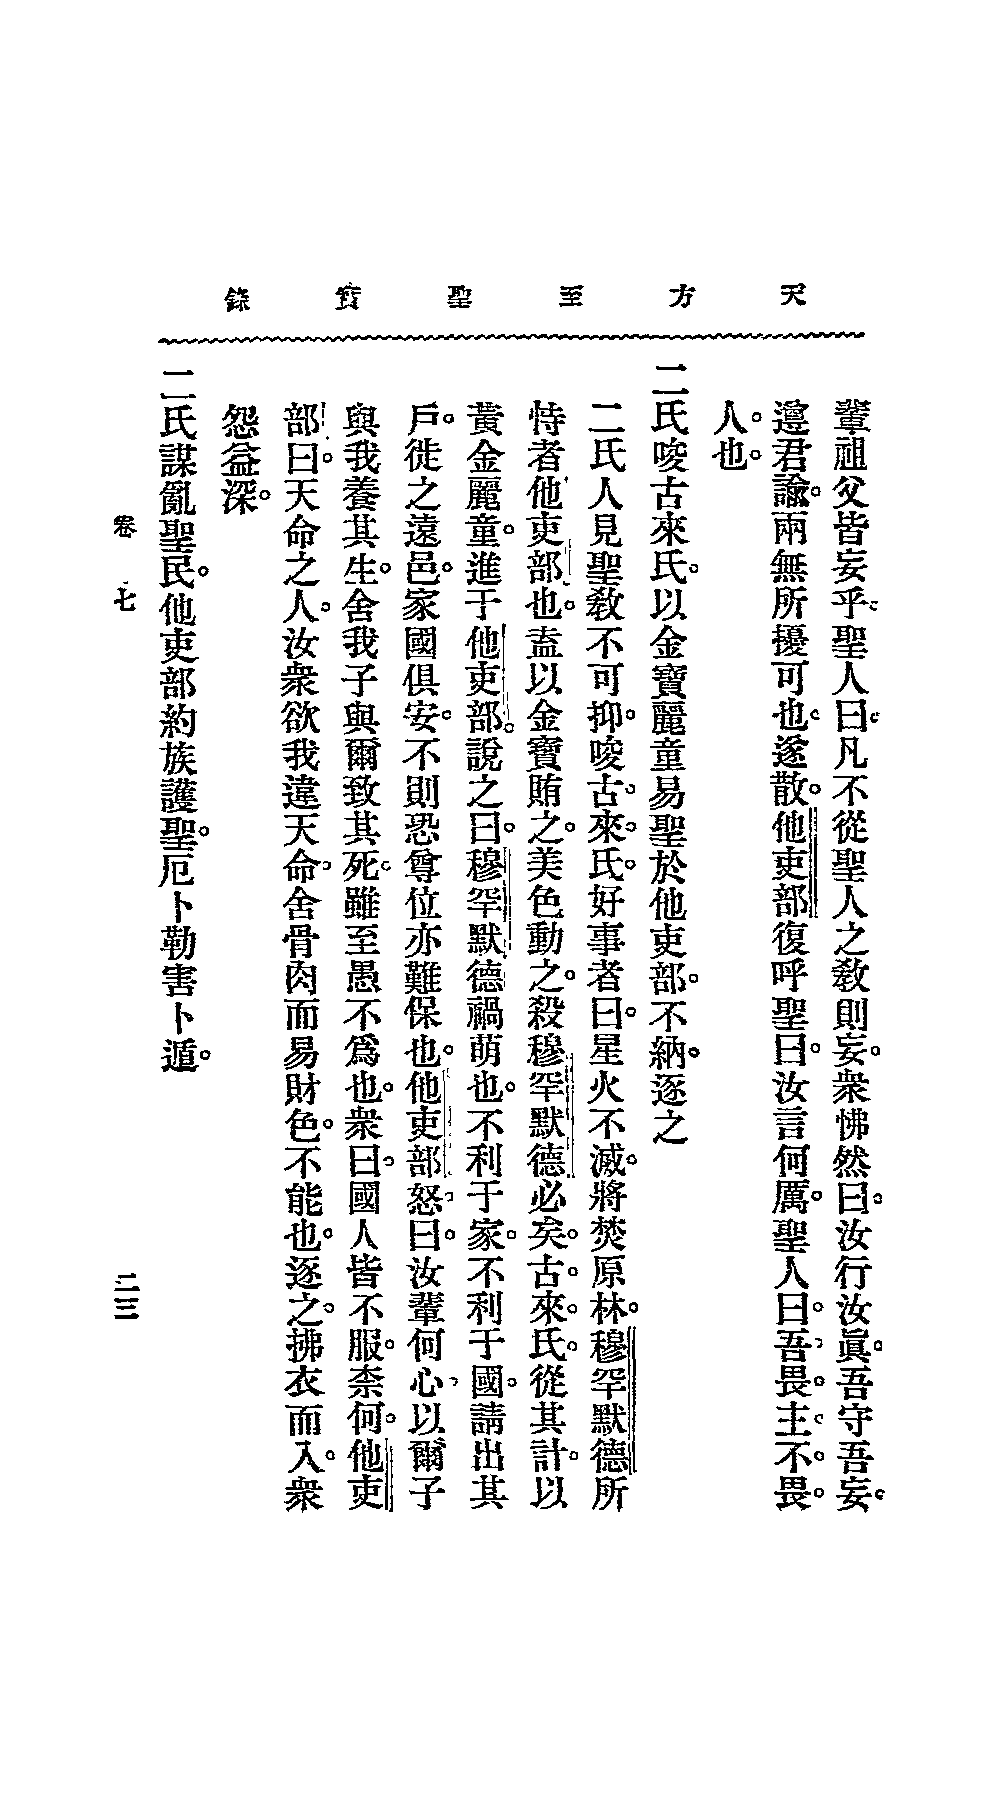 天方至聖實錄
輩祖父皆妄乎。聖人曰。凡不從聖人之敎則妄。衆怫然曰。汝行汝眞。吾守吾妄。
遵君諭。兩無所擾可也。遂散。他吏部復呼聖曰。汝言何厲。聖人曰。吾畏主。不畏
人也。
二氏唆古來氏。以金寶麗童易聖於他吏部。不納。逐之
二氏人見聖敎不可抑。唆古來氏好事者曰。星火不滅。將焚原林。穆罕默德所
恃者他吏部也。盍以金寶賄之。美色動之。殺穆罕默德必矣。古來氏從其計。以
黃金麗童。進于他吏部。說之曰。穆罕默德禍萌也。不利于家。不利于國。請出其
戶。徙之遠邑。家國俱安。不則恐尊位亦難保也。他吏部怒曰。汝輩何心。以爾子
與我養其生。舍我子與爾致其死。雖至愚不爲也。衆曰。國人皆不服。柰何。他吏
部曰。天命之人。汝衆欲我違天命。舍骨肉而易財色。不能也。逐之。拂衣而入。衆
怨益深。
二氏謀亂聖民。他吏部約族護聖。厄卜勒害卜遁。
卷七
二三